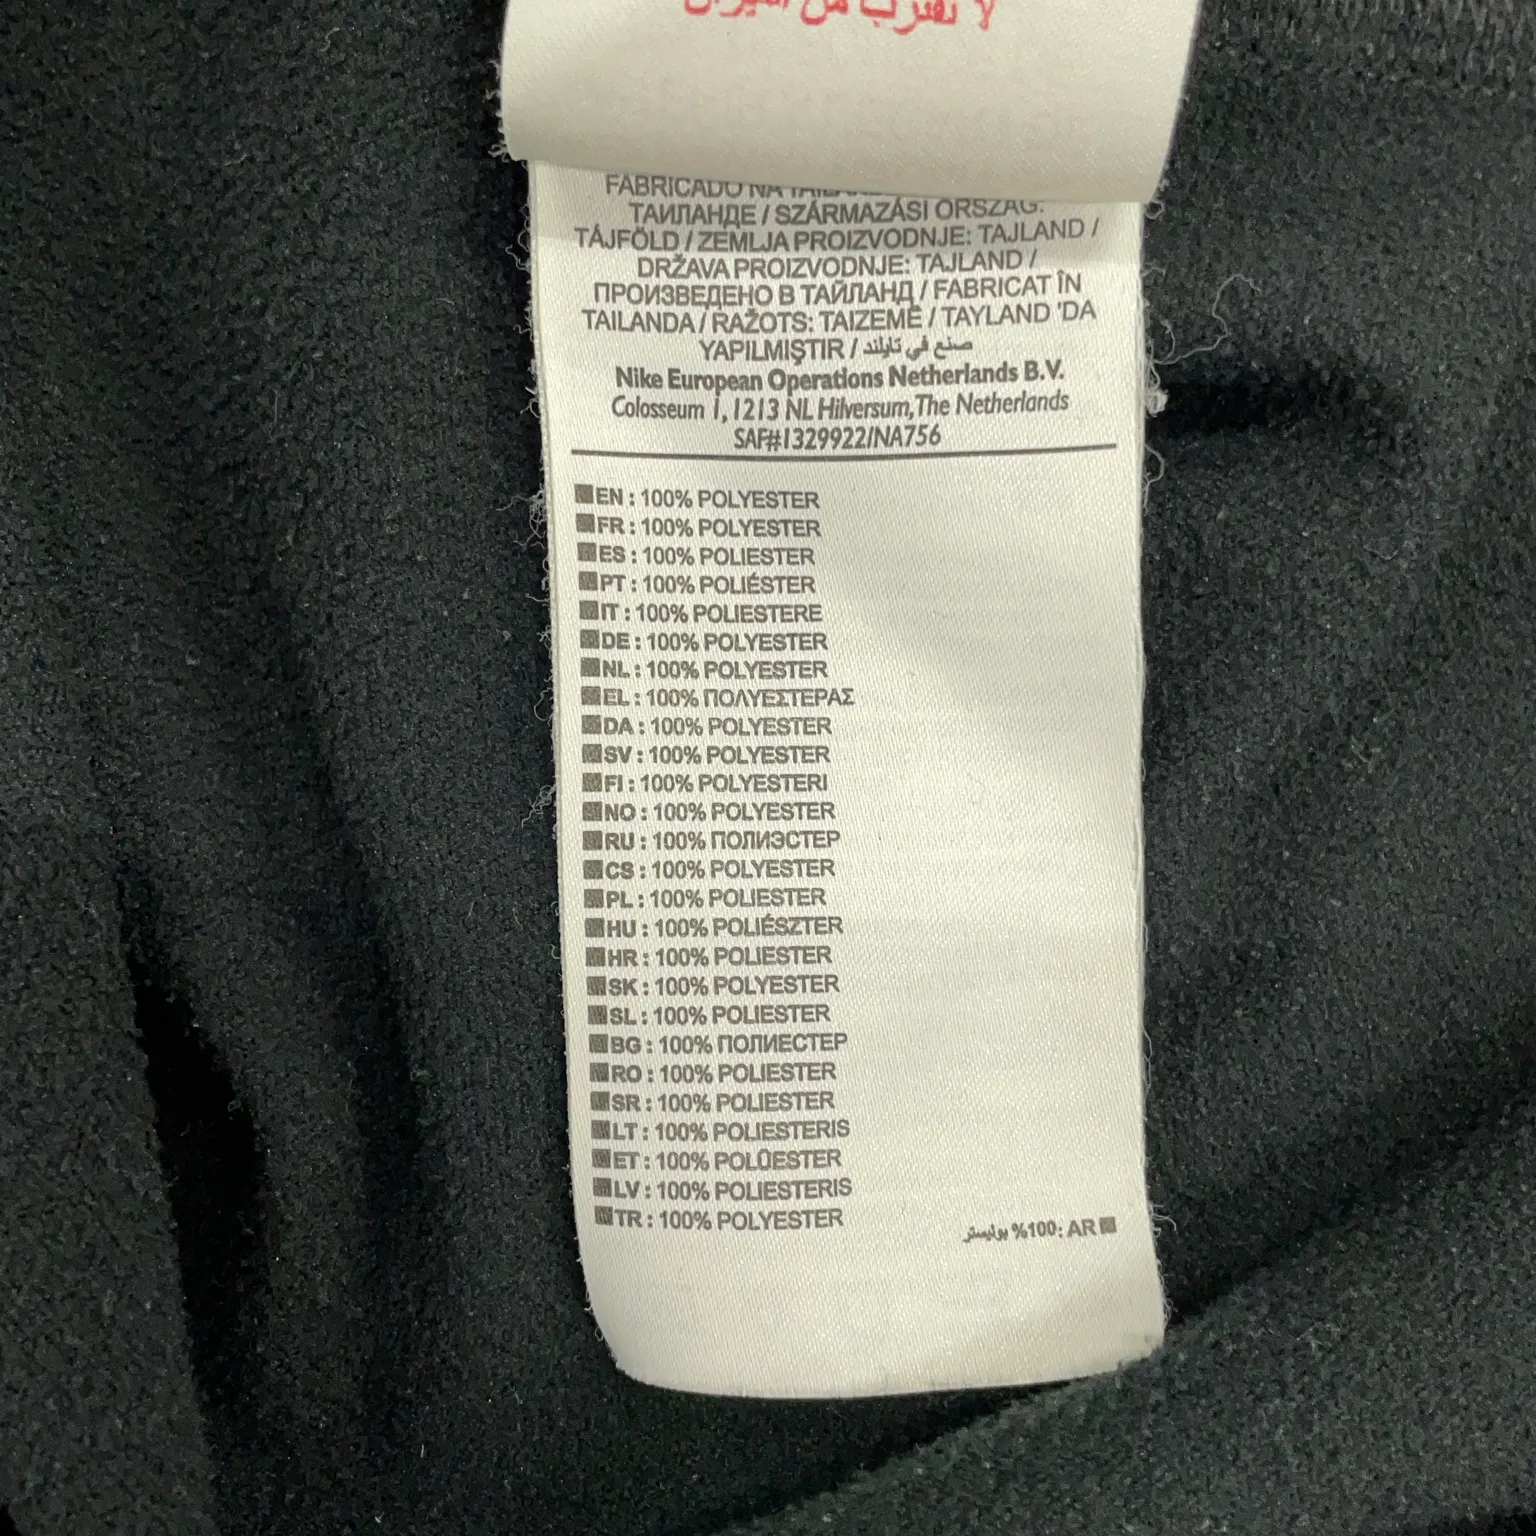 لا تقترب من النيران
FABRICADO NA
ТАИЛАНДЕ / SZÁRMAZÁSI ORSZÁG:
TÁJFÖLD / ZEMLJA PROIZVODNJE: TAJLAND /
DRŽAVA PROIZVODNJE: TAJLAND /
ПРОИЗВЕДЕНО В ТАЙЛАНД / FABRICAT ÎN
TAILANDA / RAŽOTS: TAIZEMĒ / TAYLAND 'DA
YAPILMIŞTIR / صنع في تايلند
Nike European Operations Netherlands B.V.
Colosseum 1, 1213 NL Hilversum, The Netherlands
SAF#1329922/NA756
EN : 100% POLYESTER
FR : 100% POLYESTER
ES : 100% POLIESTER
PT : 100% POLIÉSTER
IT : 100% POLIESTERE
DE : 100% POLYESTER
NL : 100% POLYESTER
EL : 100% ΠΟΛΥΕΣΤΕΡΑΣ
DA : 100% POLYESTER
SV : 100% POLYESTER
FI : 100% POLYESTERI
NO : 100% POLYESTER
RU : 100% ПОЛИЭСТЕР
CS : 100% POLYESTER
PL : 100% POLIESTER
HU : 100% POLIÉSZTER
HR : 100% POLIESTER
SK : 100% POLYESTER
SL : 100% POLIESTER
BG : 100% ПОЛИЕСТЕР
RO : 100% POLIESTER
SR : 100% POLIESTER
LT : 100% POLIESTERIS
ET : 100% POLÜESTER
LV : 100% POLIESTERIS
TR : 100% POLYESTER
AR :100% بوليستر